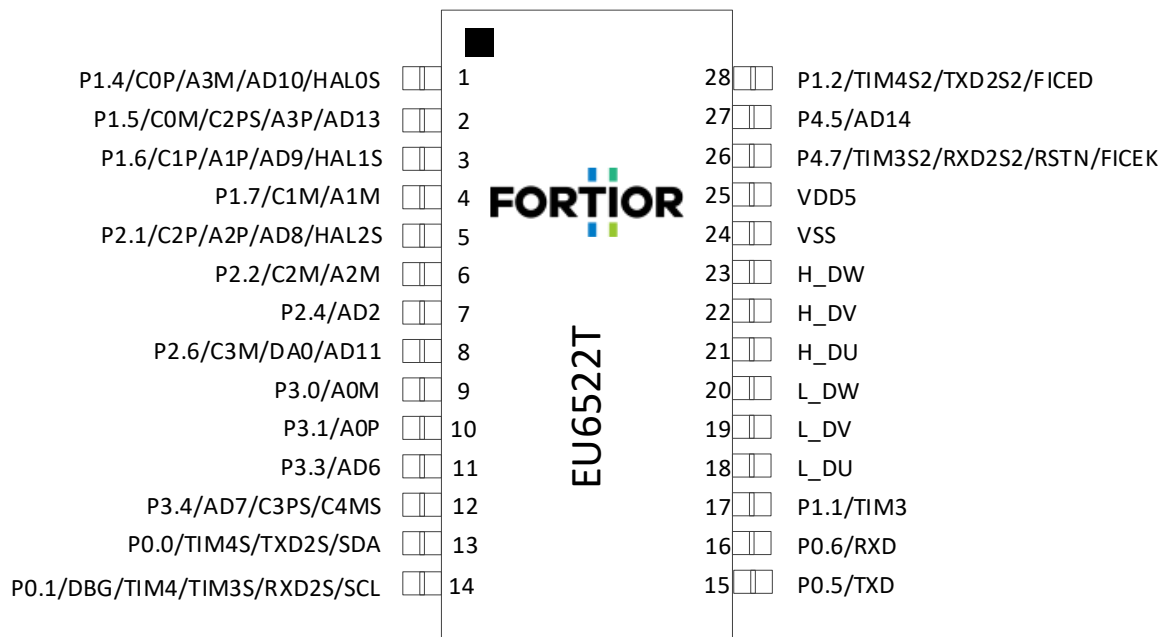 P1.4/C0P/A3M/AD10/HAL0S 1 28 P1.2/TIM4S2/TXD2S2/FICED
P1.5/C0M/C2PS/A3P/AD13 2 27 P4.5/AD14
P1.6/C1P/A1P/AD9/HAL1S 3 26 P4.7/TIM3S2/RXD2S2/RSTN/FICEK
P1.7/C1M/A1M 4 FORTIOR 25 VDD5
P2.1/C2P/A2P/AD8/HAL2S 5 24 VSS
P2.2/C2M/A2M 6 23 H_DW
P2.4/AD2 7 22 H_DV
P2.6/C3M/DA0/AD11 8 21 H_DU
P3.0/A0M 9 EU6522T 20 L_DW
P3.1/A0P 10 19 L_DV
P3.3/AD6 11 18 L_DU
P3.4/AD7/C3PS/C4MS 12 17 P1.1/TIM3
P0.0/TIM4S/TXD2S/SDA 13 16 P0.6/RXD
P0.1/DBG/TIM4/TIM3S/RXD2S/SCL 14 15 P0.5/TXD